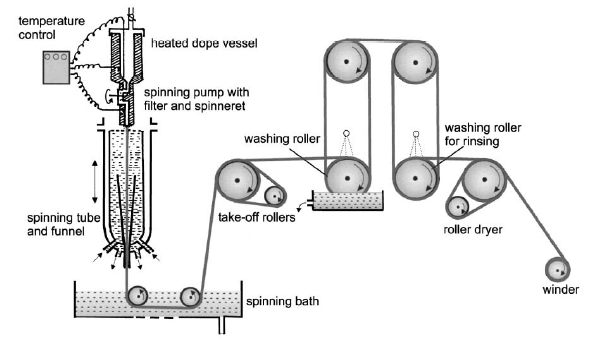 temperature
control
heated dope vessel
spinning pump with
filter and spinneret
spinning tube
and funnel
take-off rollers
washing roller
washing roller
for rinsing
roller dryer
winder
spinning bath